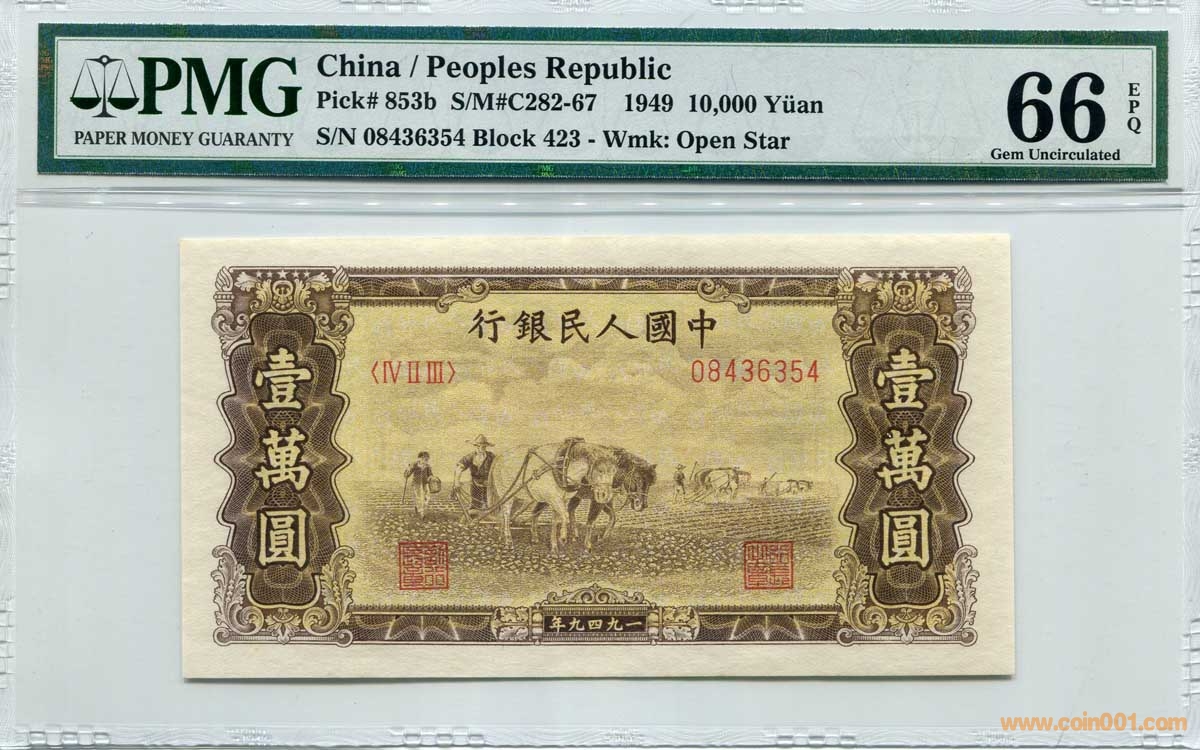 PMG
PAPER MONEY GUARANTY
China / Peoples Republic
Pick# 853b S/M#C282-67 1949 10,000 Yüan
S/N 08436354 Block 423 - Wmk: Open Star
66
EPQ
Gem Uncirculated
行銀民人國中
〈IV II III〉
08436354
壹萬圓
壹萬圓
年九四九一
www.coin001.com